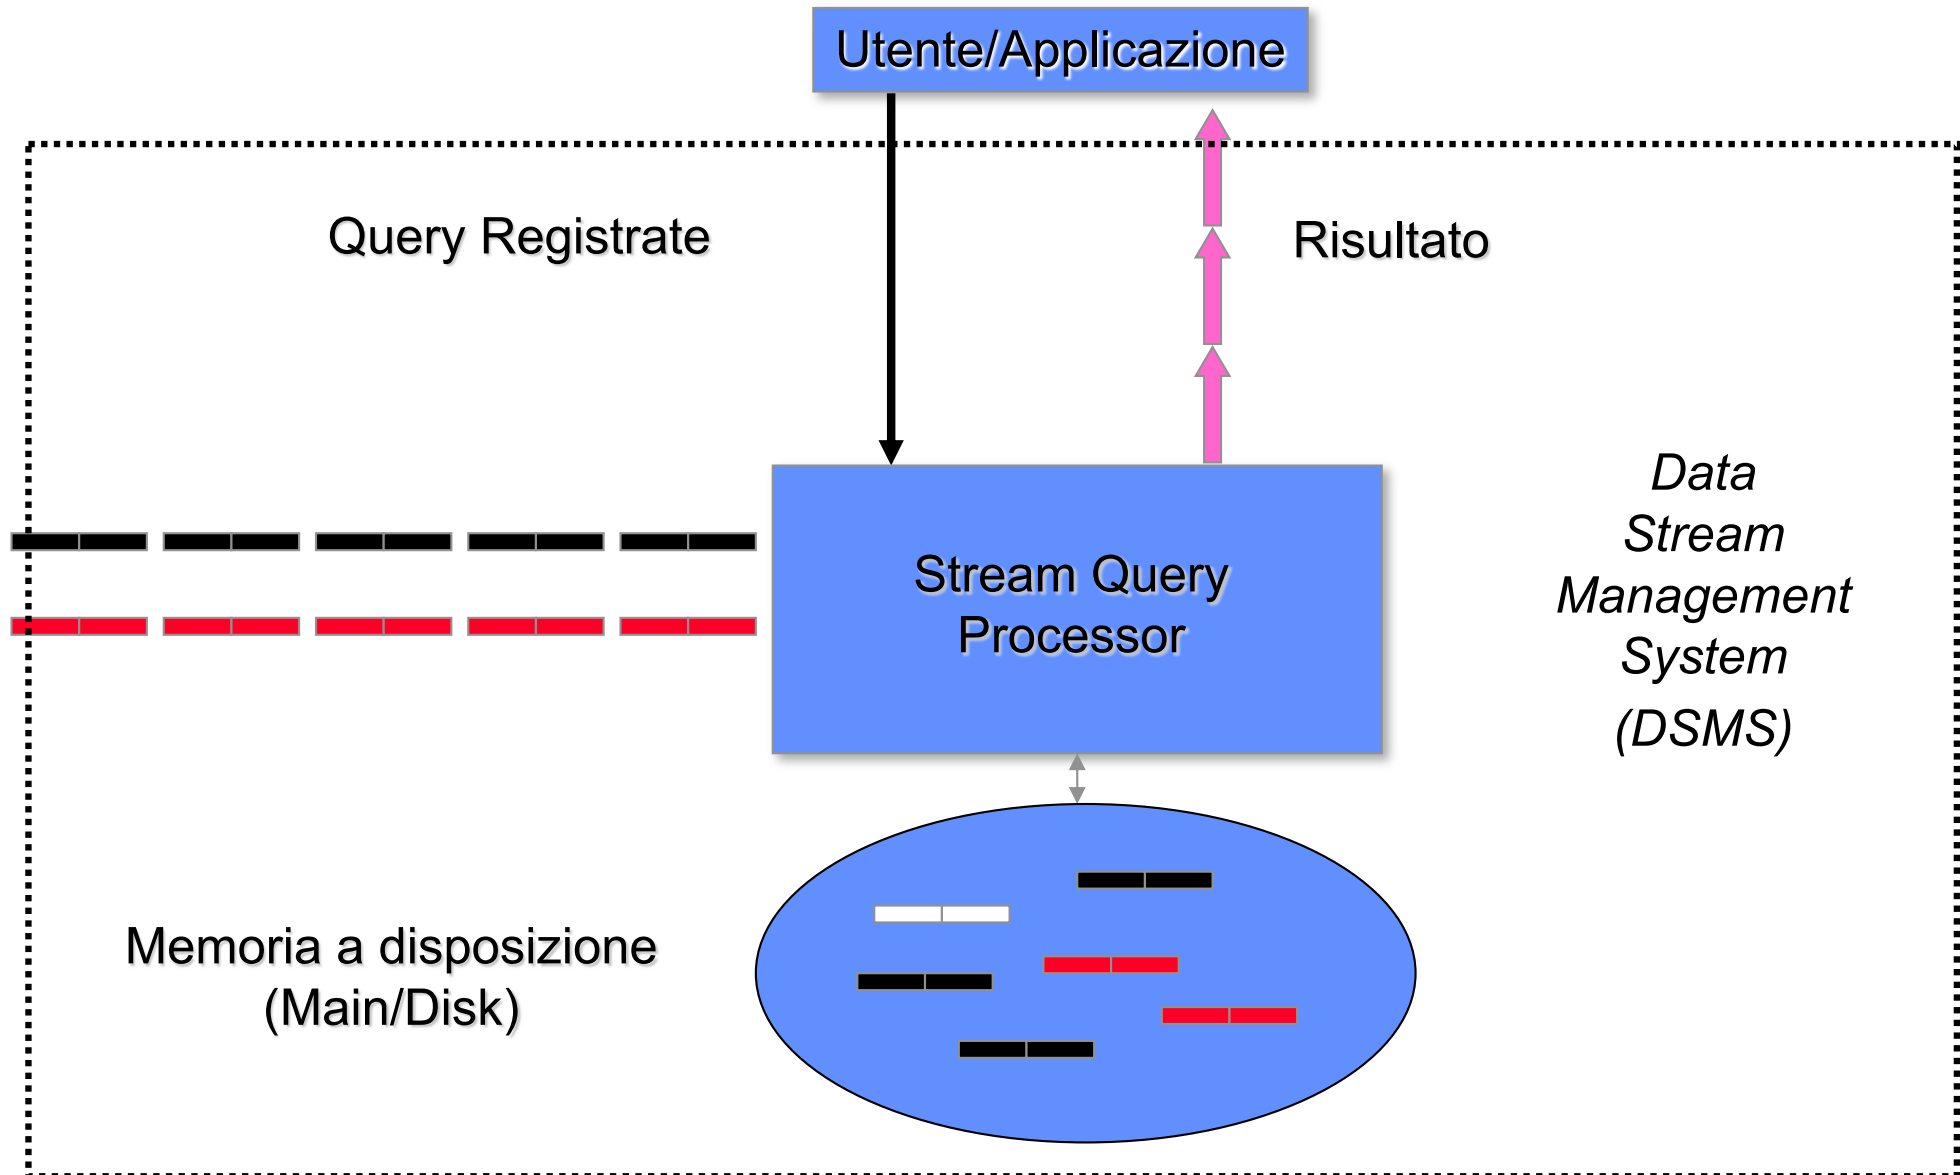 Utente/Applicazione
Query Registrate
Risultato
Data
Stream
Management
System
(DSMS)
Stream Query
Processor
Memoria a disposizione
(Main/Disk)